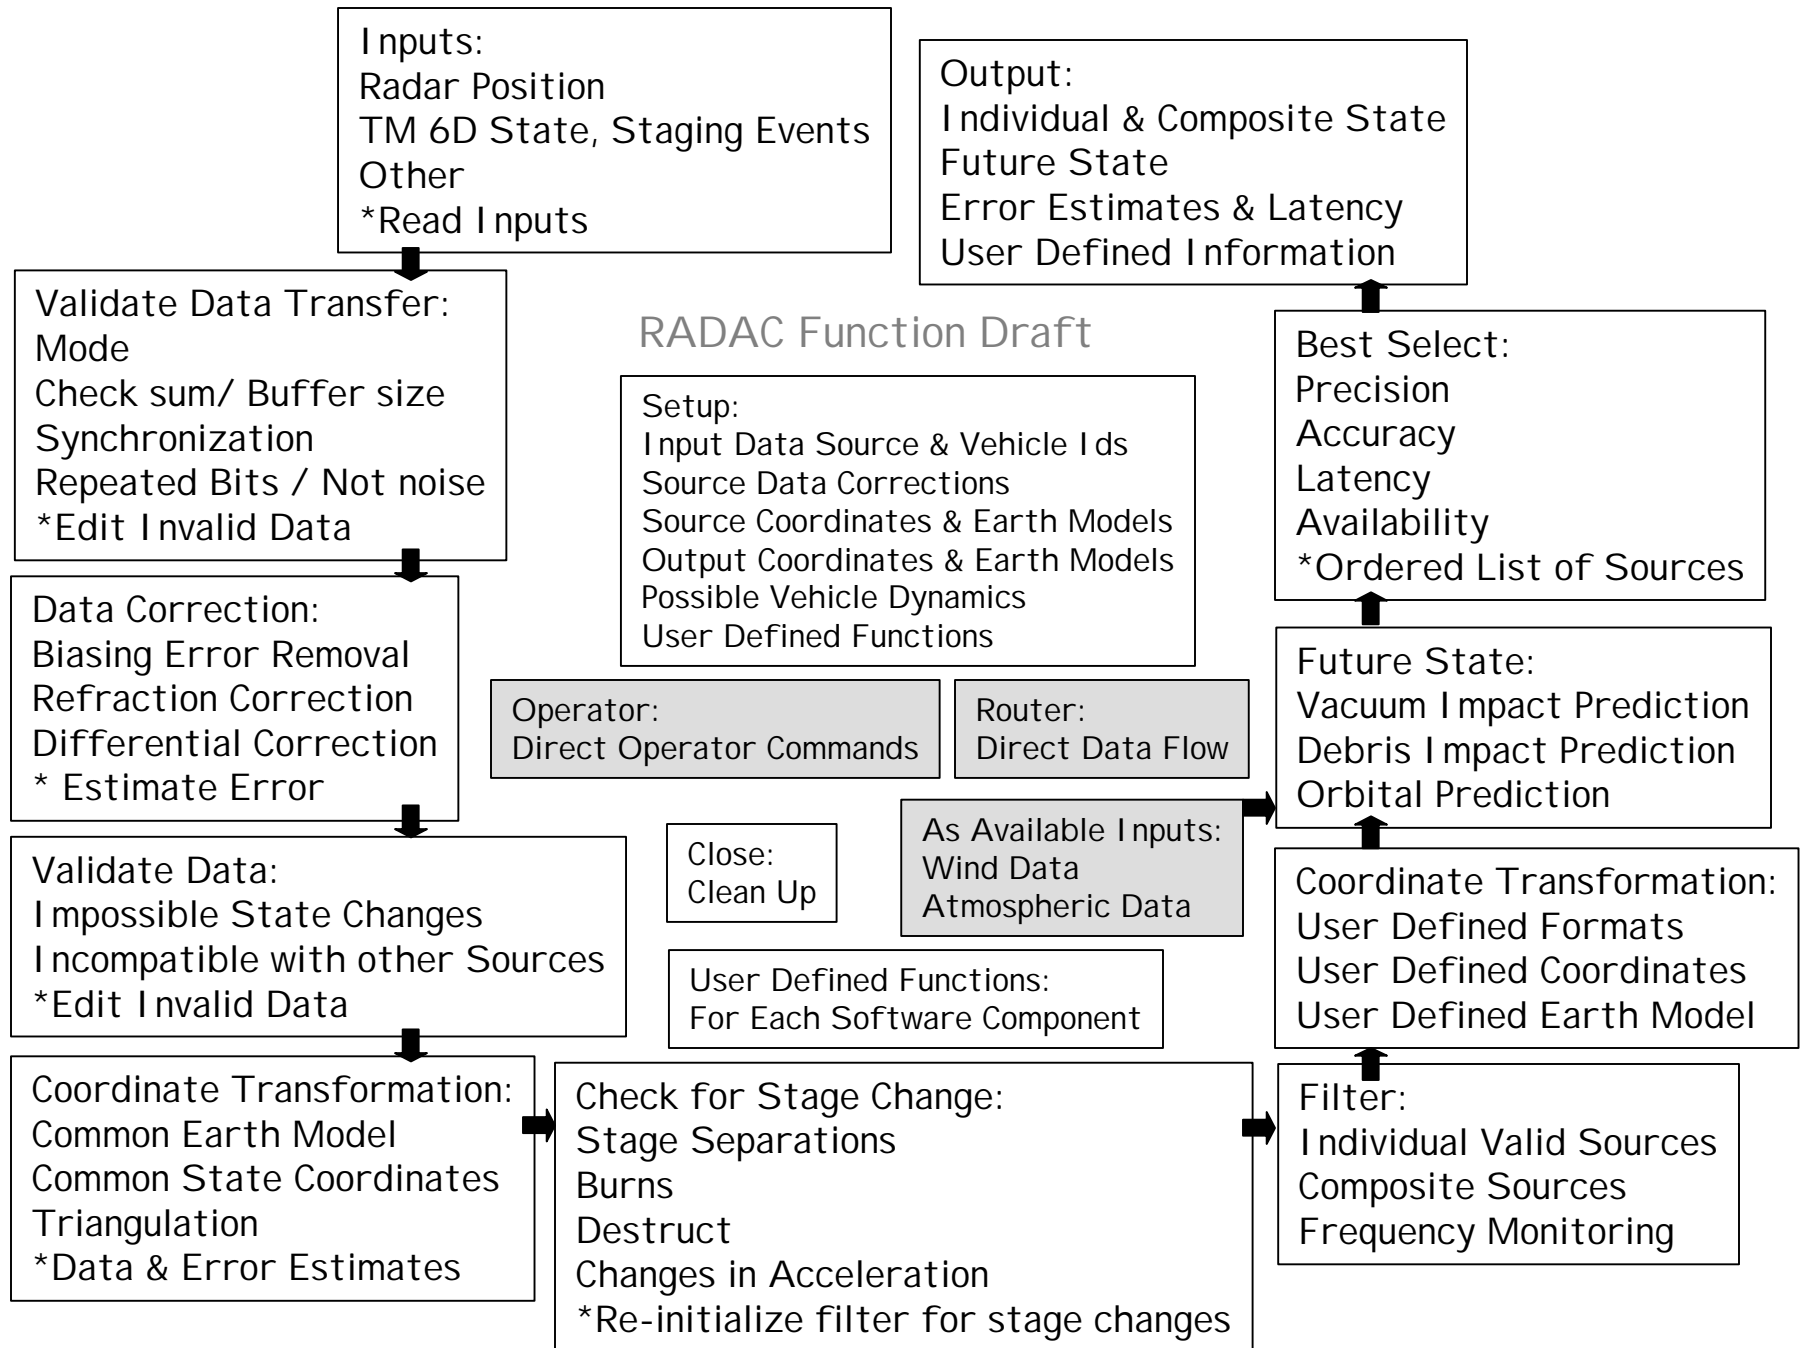 Inputs:
Radar Position
TM 6D State, Staging Events
Other
*Read Inputs
Validate Data Transfer:
Mode
Check sum/ Buffer size
Synchronization
Repeated Bits / Not noise
*Edit Invalid Data
Data Correction:
Biasing Error Removal
Refraction Correction
Differential Correction
* Estimate Error
Validate Data:
Impossible State Changes
Incompatible with other Sources
*Edit Invalid Data
Coordinate Transformation:
Common Earth Model
Common State Coordinates
Triangulation
*Data & Error Estimates
Check for Stage Change:
Stage Separations
Burns
Destruct
Changes in Acceleration
*Re-initialize filter for stage changes
Filter:
Individual Valid Sources
Composite Sources
Frequency Monitoring
Coordinate Transformation:
User Defined Formats
User Defined Coordinates
User Defined Earth Model
Future State:
Vacuum Impact Prediction
Debris Impact Prediction
Orbital Prediction
Best Select:
Precision
Accuracy
Latency
Availability
*Ordered List of Sources
Output:
Individual & Composite State
Future State
Error Estimates & Latency
User Defined Information
RADAC Function Draft
Setup:
Input Data Source & Vehicle Ids
Source Data Corrections
Source Coordinates & Earth Models
Output Coordinates & Earth Models
Possible Vehicle Dynamics
User Defined Functions
Operator:
Direct Operator Commands
Router:
Direct Data Flow
As Available Inputs:
Wind Data
Atmospheric Data
Close:
Clean Up
User Defined Functions:
For Each Software Component